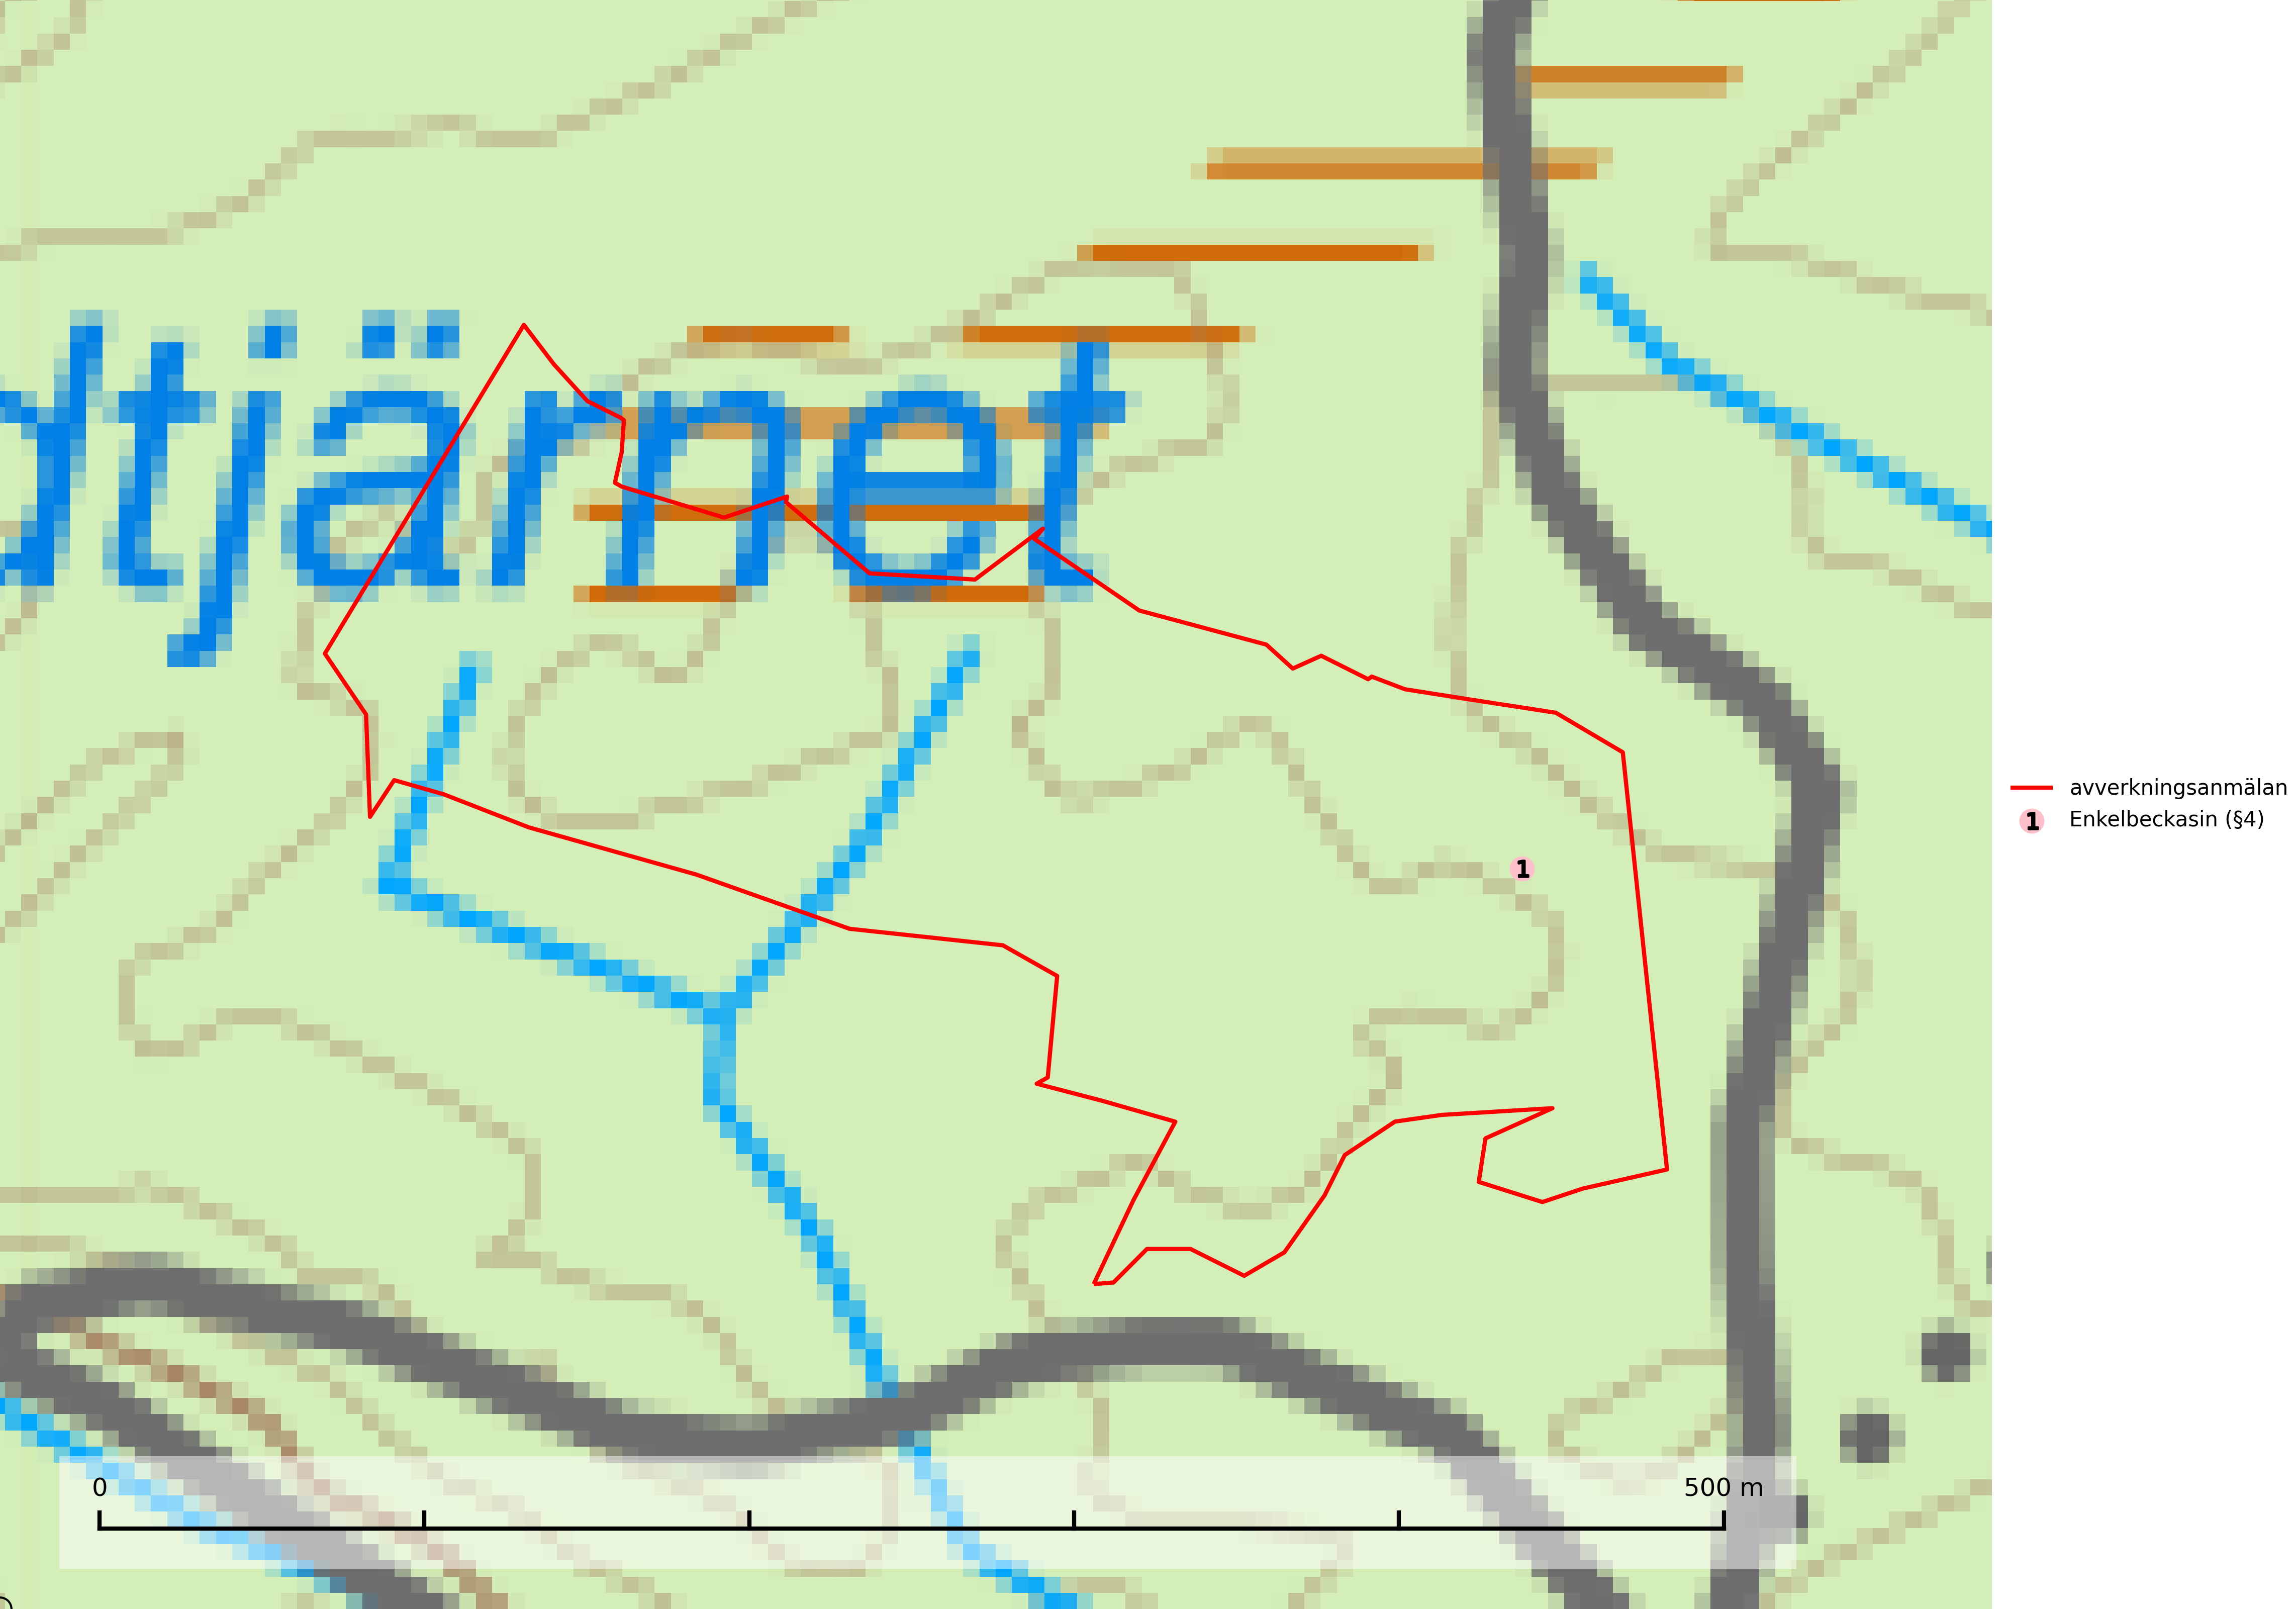 tjärnet
avverkningsanmälan
1 Enkelbeckasin (§4)
1
0 500 m